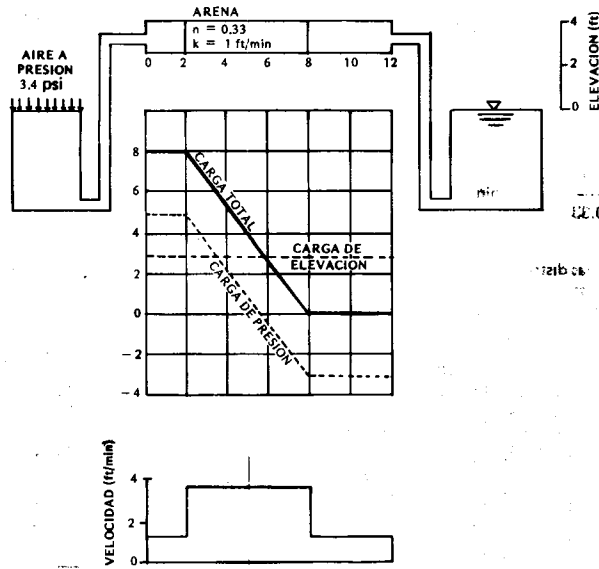 ARENA
n = 0.33
k = 1 ft/min
0 2 4 8 10 12
AIRE A
PRESION
3.4 psi
4
2
0
ELEVACION (ft)
8
6
4
2
0
−2
−4
CARGA TOTAL
CARGA DE
ELEVACION
CARGA DE PRESION
VELOCIDAD (ft/min)
4
2
0